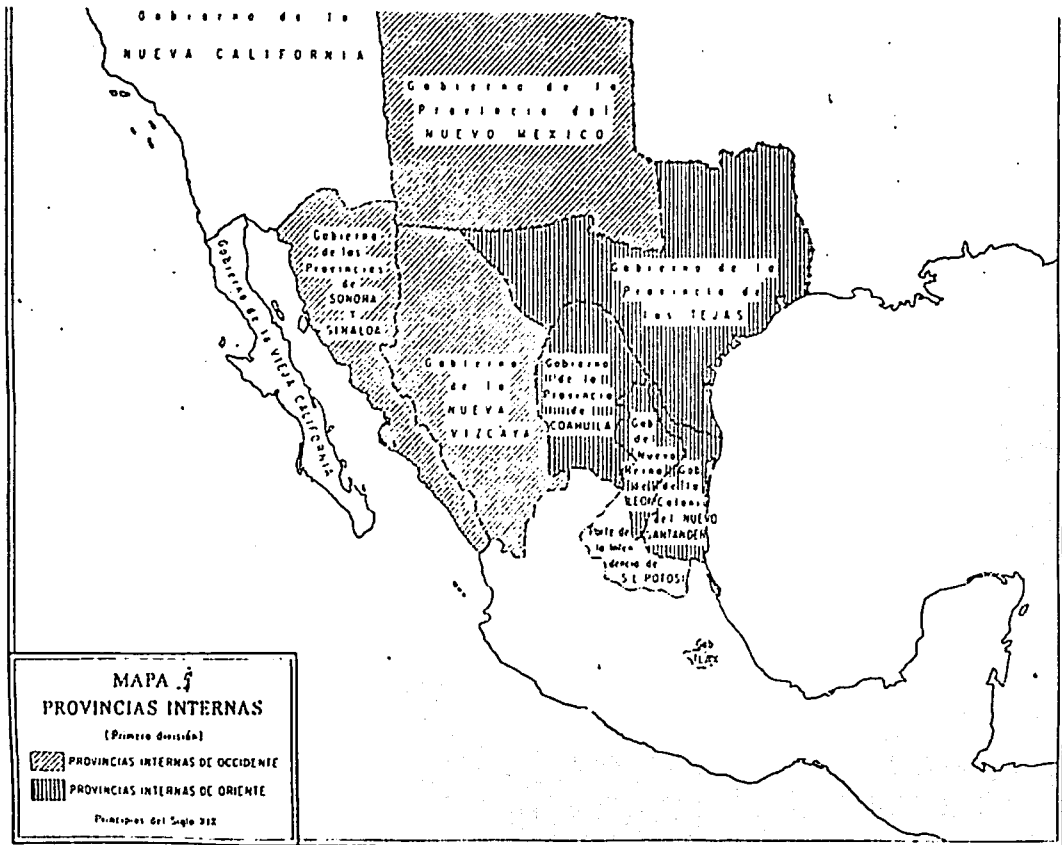 Gobierno de la
NUEVA CALIFORNIA
Gobierno de la
Provincia del
NUEVO MEXICO
Gobierno
de las
Provincias
de
SONORA
Y
SINALOA
Gobierno de la VIEJA CALIFORNIA
Gobierno
de la
NUEVA
VIZCAYA
Gobierno
de la
Provincia
de
COAHUILA
Gobierno de la
Provincia de
los TEJAS
Gob
del
Nuevo
Reino
de
LEON
Gob
de la
Colonia
del NUEVO
SANTANDER
Parte de
la Inten
dencia de
S.L. POTOSI
Gob
TLAX
MAPA
PROVINCIAS INTERNAS
(Primera división)
PROVINCIAS INTERNAS DE OCCIDENTE
PROVINCIAS INTERNAS DE ORIENTE
Principios del Siglo XIX